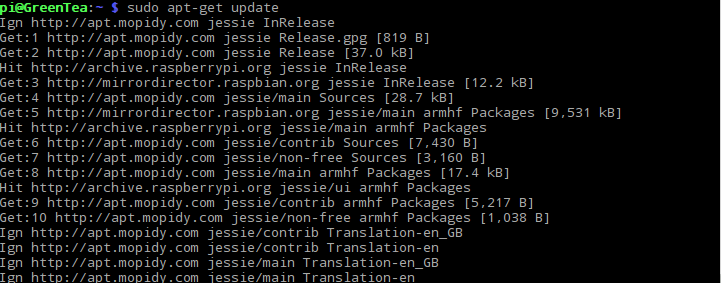 pi@GreenTea:~ $ sudo apt-get update
Ign http://apt.mopidy.com jessie InRelease
Get:1 http://apt.mopidy.com jessie Release.gpg [819 B]
Get:2 http://apt.mopidy.com jessie Release [37.0 kB]
Hit http://archive.raspberrypi.org jessie InRelease
Get:3 http://mirrordirector.raspbian.org jessie InRelease [12.2 kB]
Get:4 http://apt.mopidy.com jessie/main Sources [28.7 kB]
Get:5 http://mirrordirector.raspbian.org jessie/main armhf Packages [9,531 kB]
Hit http://archive.raspberrypi.org jessie/main armhf Packages
Get:6 http://apt.mopidy.com jessie/contrib Sources [7,430 B]
Get:7 http://apt.mopidy.com jessie/non-free Sources [3,160 B]
Get:8 http://apt.mopidy.com jessie/main armhf Packages [17.4 kB]
Hit http://archive.raspberrypi.org jessie/ui armhf Packages
Get:9 http://apt.mopidy.com jessie/contrib armhf Packages [5,217 B]
Get:10 http://apt.mopidy.com jessie/non-free armhf Packages [1,038 B]
Ign http://apt.mopidy.com jessie/contrib Translation-en_GB
Ign http://apt.mopidy.com jessie/contrib Translation-en
Ign http://apt.mopidy.com jessie/main Translation-en_GB
Ign http://apt.mopidy.com jessie/main Translation-en